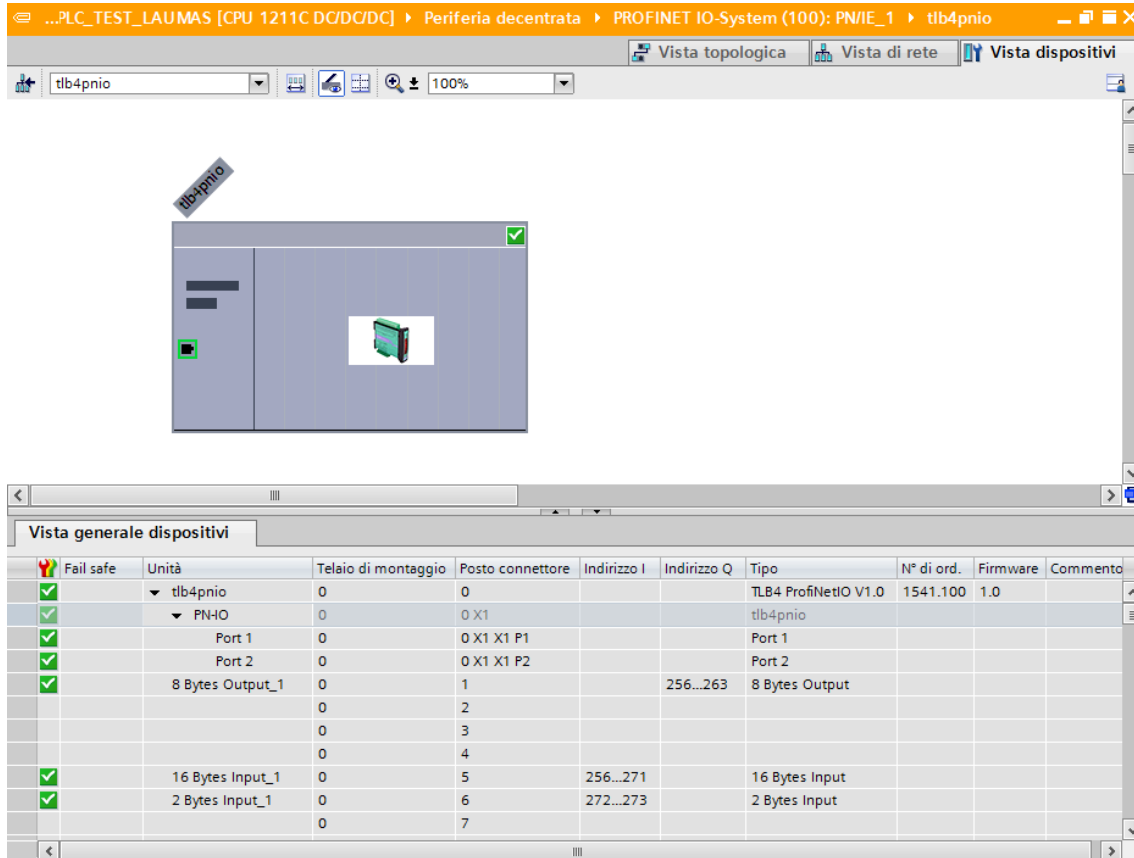 ...PLC_TEST_LAUMAS [CPU 1211C DC/DC/DC] ▸ Periferia decentrata ▸ PROFINET IO-System (100): PN/IE_1 ▸ tlb4pnio
Vista topologica Vista di rete Vista dispositivi
tlb4pnio 100%
tlb4pnio
Vista generale dispositivi
Fail safe Unità Telaio di montaggio Posto connettore Indirizzo I Indirizzo Q Tipo N° di ord. Firmware Commento
tlb4pnio 0 0 TLB4 ProfiNetIO V1.0 1541.100 1.0
PN-IO 0 0 X1 tlb4pnio
Port 1 0 0 X1 X1 P1 Port 1
Port 2 0 0 X1 X1 P2 Port 2
8 Bytes Output_1 0 1 256...263 8 Bytes Output
0 2
0 3
0 4
16 Bytes Input_1 0 5 256...271 16 Bytes Input
2 Bytes Input_1 0 6 272...273 2 Bytes Input
0 7